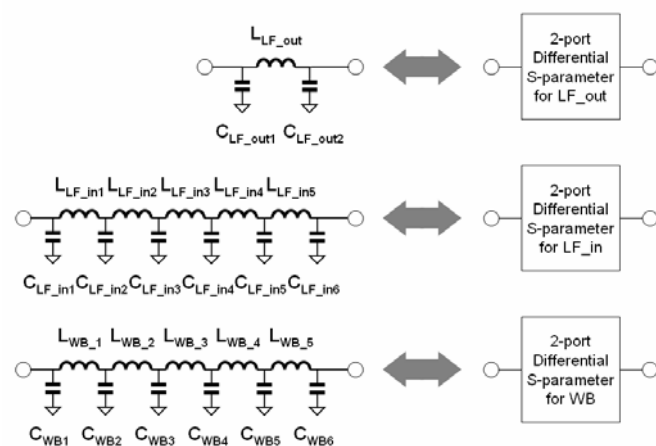 L_LF_out
C_LF_out1 C_LF_out2
2-port
Differential
S-parameter
for LF_out
L_LF_in1 L_LF_in2 L_LF_in3 L_LF_in4 L_LF_in5
C_LF_in1 C_LF_in2 C_LF_in3 C_LF_in4 C_LF_in5 C_LF_in6
2-port
Differential
S-parameter
for LF_in
L_WB_1 L_WB_2 L_WB_3 L_WB_4 L_WB_5
C_WB1 C_WB2 C_WB3 C_WB4 C_WB5 C_WB6
2-port
Differential
S-parameter
for WB